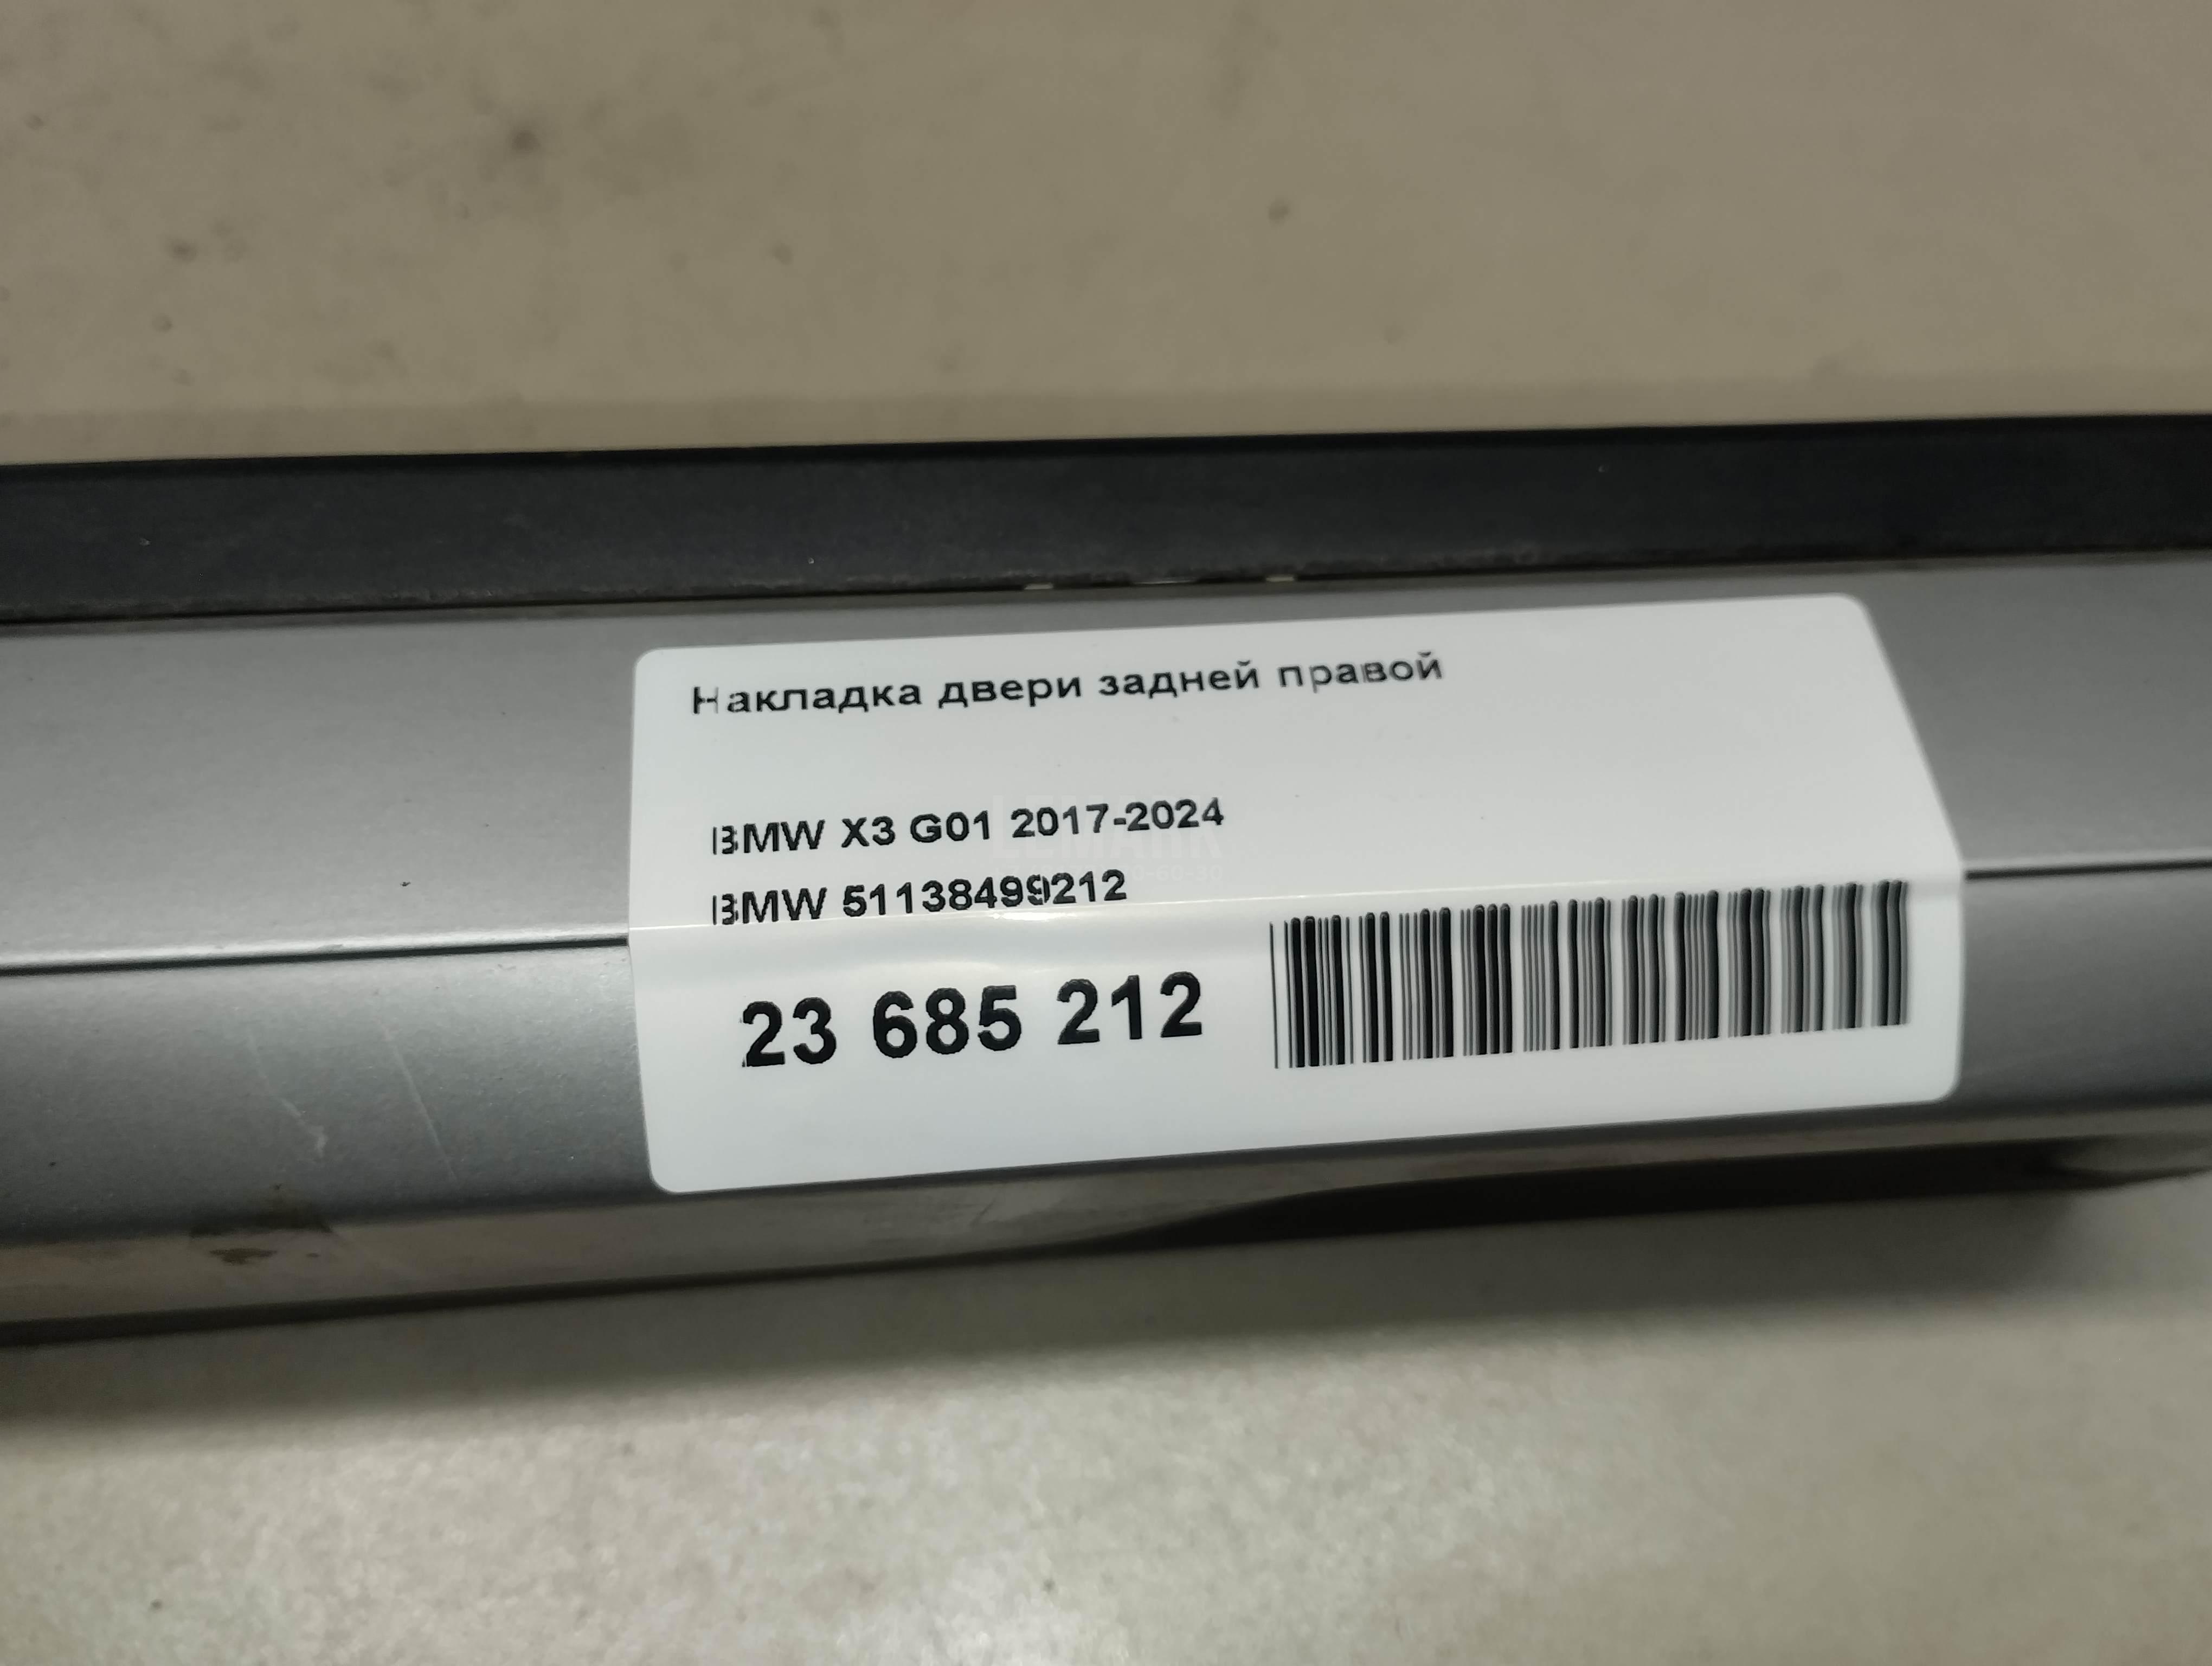 Накладка двери задней правой
BMW X3 G01 2017-2024
BMW 51138499212
23 685 212